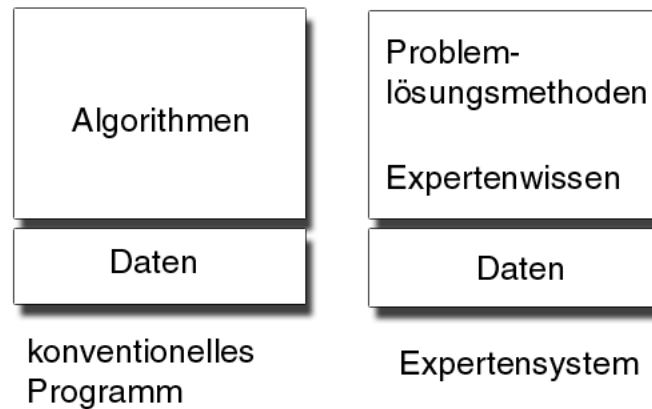 Algorithmen
Daten
konventionelles
Programm
Problem-
lösungsmethoden
Expertenwissen
Daten
Expertensystem